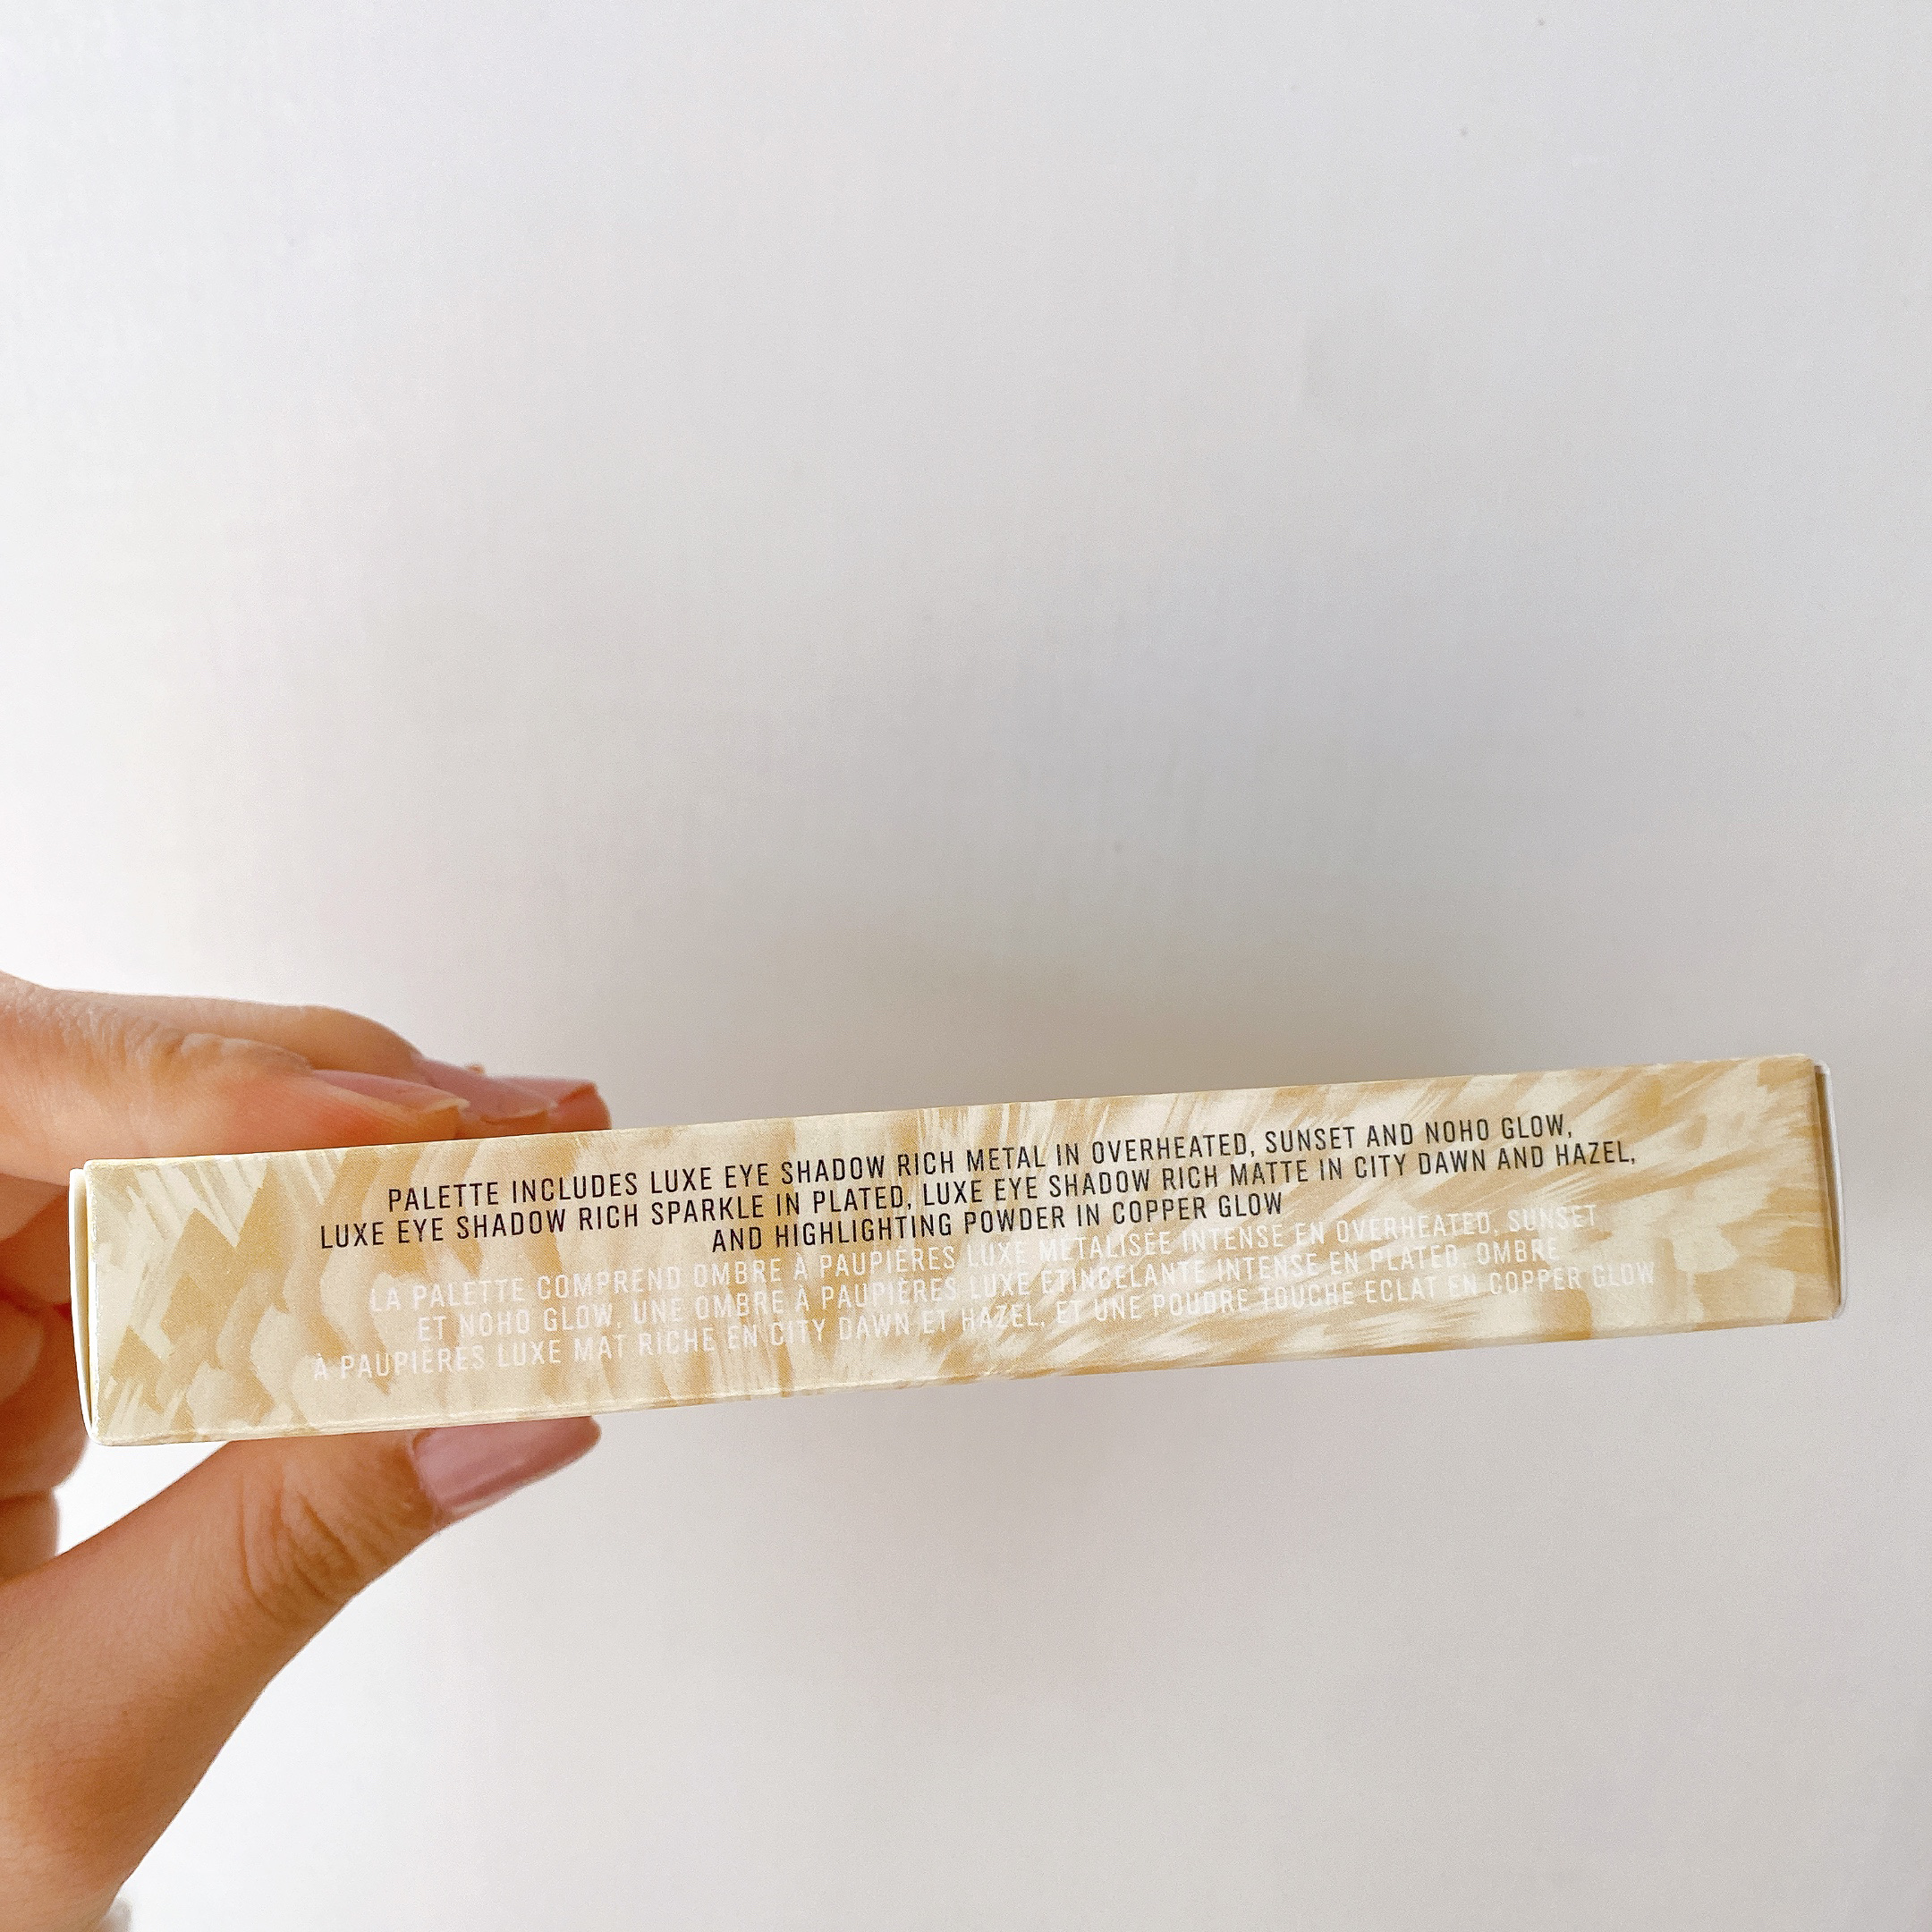 PALETTE INCLUDES LUXE EYE SHADOW RICH METAL IN OVERHEATED, SUNSET AND NOHO GLOW,
LUXE EYE SHADOW RICH SPARKLE IN PLATED, LUXE EYE SHADOW RICH MATTE IN CITY DAWN AND HAZEL,
AND HIGHLIGHTING POWDER IN COPPER GLOW
LA PALETTE COMPREND OMBRE À PAUPIÈRES LUXE MÉTALISÉE INTENSE EN OVERHEATED, SUNSET
ET NOHO GLOW, UNE OMBRE À PAUPIÈRES LUXE ÉTINCELANTE INTENSE EN PLATED, OMBRE
À PAUPIÈRES LUXE MAT RICHE EN CITY DAWN ET HAZEL, ET UNE POUDRE TOUCHE ECLAT EN COPPER GLOW